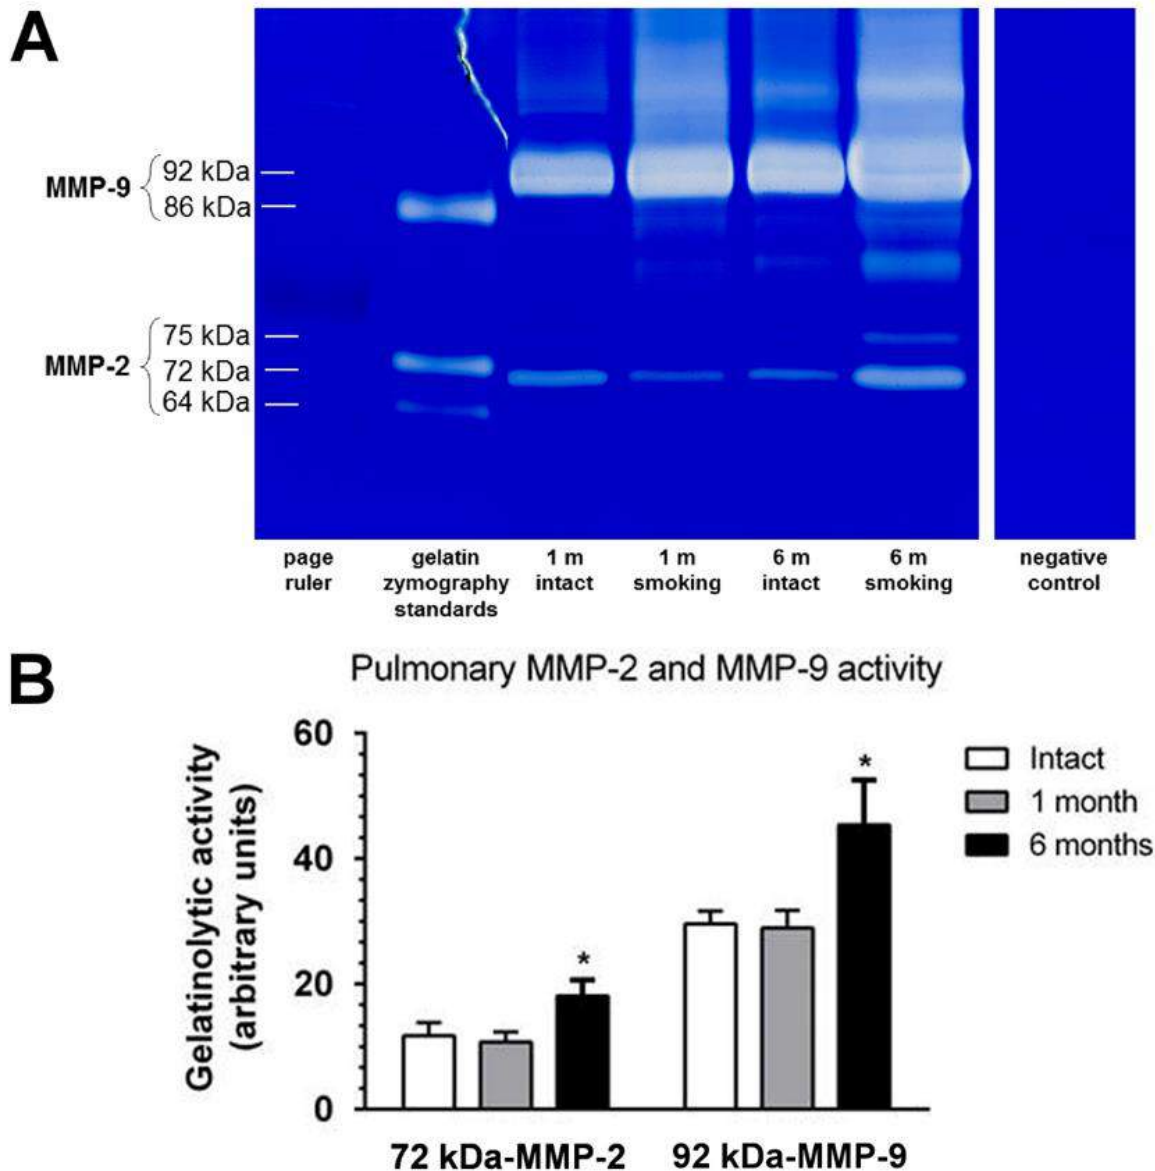 A
MMP-9
92 kDa
86 kDa
MMP-2
75 kDa
72 kDa
64 kDa
page
ruler
gelatin
zymography
standards
1 m
intact
1 m
smoking
6 m
intact
6 m
smoking
negative
control
B
Pulmonary MMP-2 and MMP-9 activity
Gelatinolytic activity
(arbitrary units)
60
40
20
0
*
*
Intact
1 month
6 months
72 kDa-MMP-2
92 kDa-MMP-9